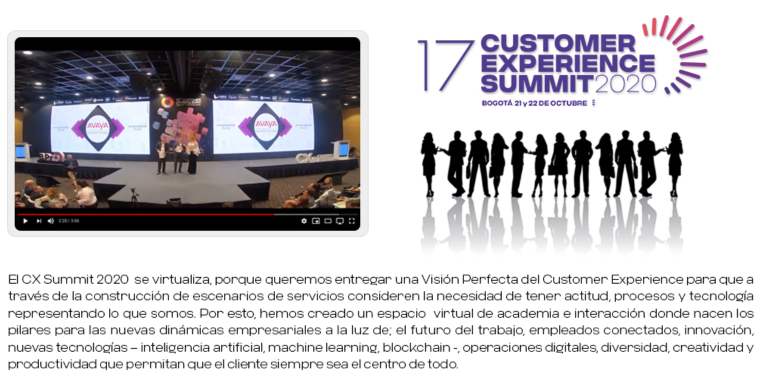 17 CUSTOMER
EXPERIENCE
SUMMIT2020
BOGOTÁ 21 y 22 DE OCTUBRE
AVAYA
AVAYA
El CX Summit 2020 se virtualiza, porque queremos entregar una Visión Perfecta del Customer Experience para que a
través de la construcción de escenarios de servicios consideren la necesidad de tener actitud, procesos y tecnología
representando lo que somos. Por esto, hemos creado un espacio virtual de academia e interacción donde nacen los
pilares para las nuevas dinámicas empresariales a la luz de; el futuro del trabajo, empleados conectados, innovación,
nuevas tecnologías – inteligencia artificial, machine learning, blockchain -, operaciones digitales, diversidad, creatividad y
productividad que permitan que el cliente siempre sea el centro de todo.